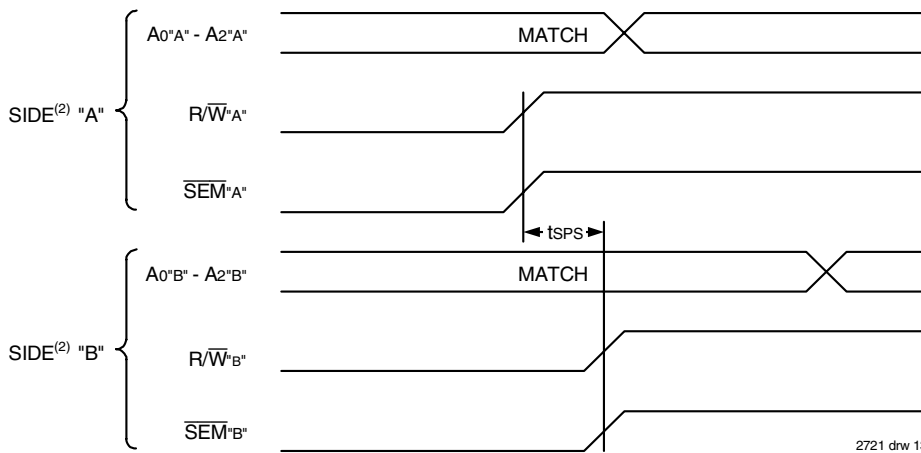 A0"A" - A2"A"
MATCH
SIDE(2) "A"
R/W"A"
SEM"A"
tSPS
A0"B" - A2"B"
MATCH
SIDE(2) "B"
R/W"B"
SEM"B"